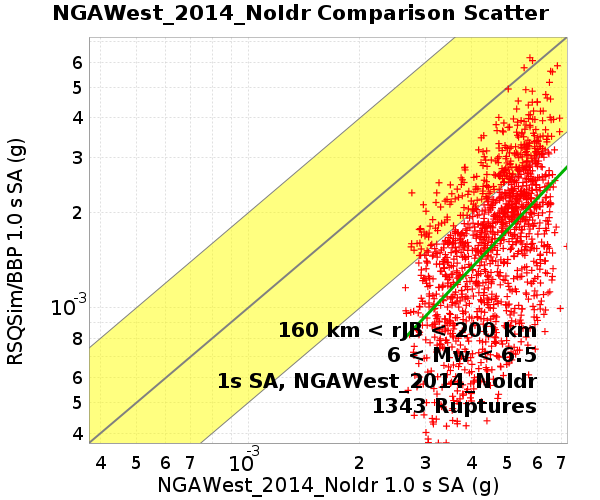 NGAWest_2014_NoIdr Comparison Scatter
RSQSim/BBP 1.0 s SA (g)
6
5
4
3
2
10-3
8
6
5
4
160 km < rJB < 200 km
6 < Mw < 6.5
1s SA, NGAWest_2014_NoIdr
1343 Ruptures
4 5 6 7 10-3 2 3 4 5 6 7
NGAWest_2014_NoIdr 1.0 s SA (g)